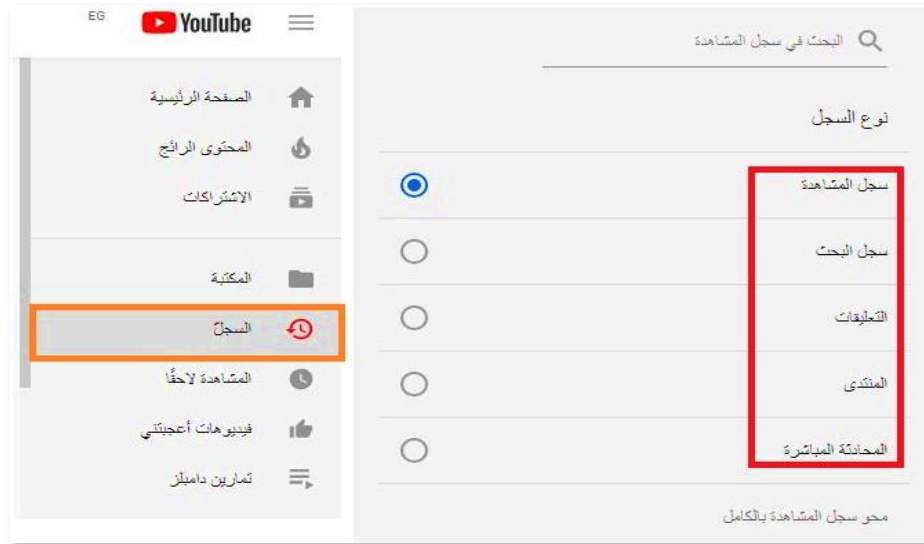 YouTube EG
الصفحة الرئيسية
المحتوى الرائج
الاشتراكات
المكتبة
السجلّ
المشاهدة لاحقًا
فيديوهات أعجبتني
تمارين دامبلز
البحث في سجل المشاهدة
نوع السجل
سجل المشاهدة
سجل البحث
التعليقات
المنتدى
المحادثة المباشرة
محو سجل المشاهدة بالكامل